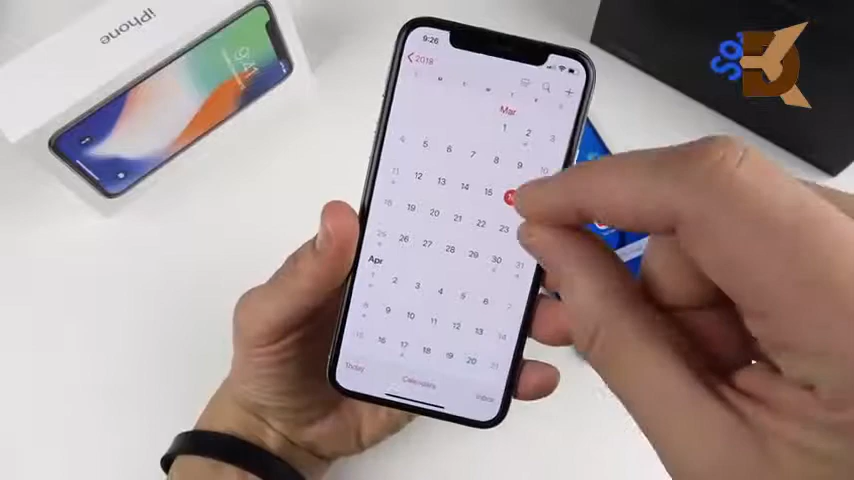 iPhone
9:41
9:26
2018
Mar
1 2 3
4 5 6 7 8 9 10
11 12 13 14 15
18 19 20 21 22 23
25 26 27 28 29 30 31
Apr
1 2 3 4 5 6 7
8 9 10 11 12 13 14
15 16 17 18 19 20 21
Today Calendars Inbox